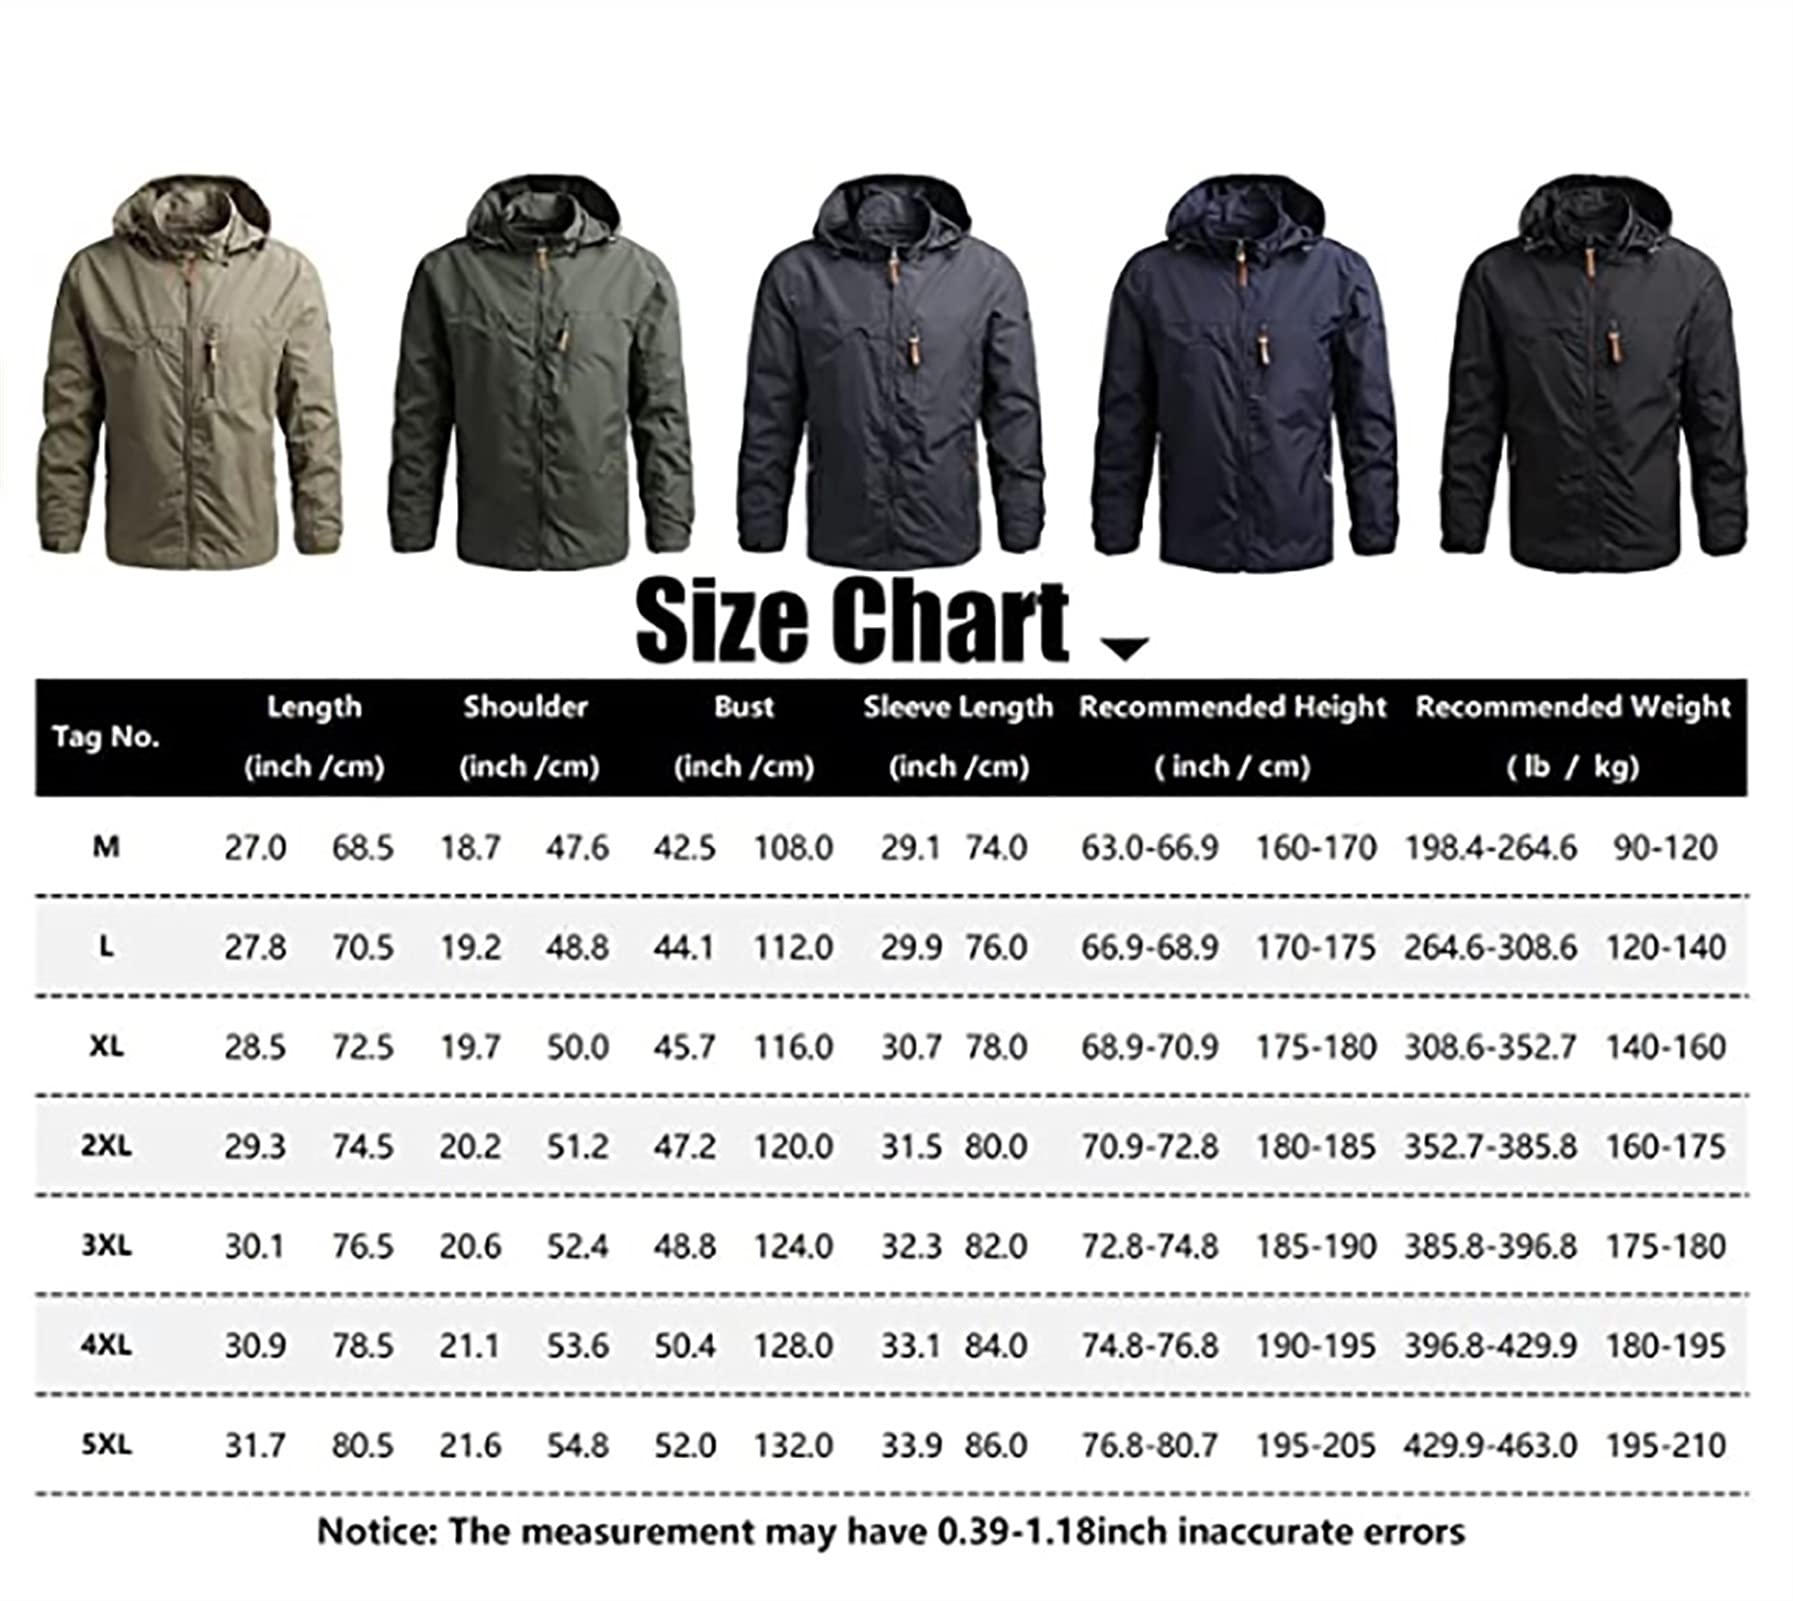 Size Chart
Tag No. Length (inch /cm) Shoulder (inch /cm) Bust (inch /cm) Sleeve Length (inch /cm) Recommended Height ( inch / cm) Recommended Weight ( lb / kg)
M 27.0 68.5 18.7 47.6 42.5 108.0 29.1 74.0 63.0-66.9 160-170 198.4-264.6 90-120
L 27.8 70.5 19.2 48.8 44.1 112.0 29.9 76.0 66.9-68.9 170-175 264.6-308.6 120-140
XL 28.5 72.5 19.7 50.0 45.7 116.0 30.7 78.0 68.9-70.9 175-180 308.6-352.7 140-160
2XL 29.3 74.5 20.2 51.2 47.2 120.0 31.5 80.0 70.9-72.8 180-185 352.7-385.8 160-175
3XL 30.1 76.5 20.6 52.4 48.8 124.0 32.3 82.0 72.8-74.8 185-190 385.8-396.8 175-180
4XL 30.9 78.5 21.1 53.6 50.4 128.0 33.1 84.0 74.8-76.8 190-195 396.8-429.9 180-195
5XL 31.7 80.5 21.6 54.8 52.0 132.0 33.9 86.0 76.8-80.7 195-205 429.9-463.0 195-210
Notice: The measurement may have 0.39-1.18inch inaccurate errors